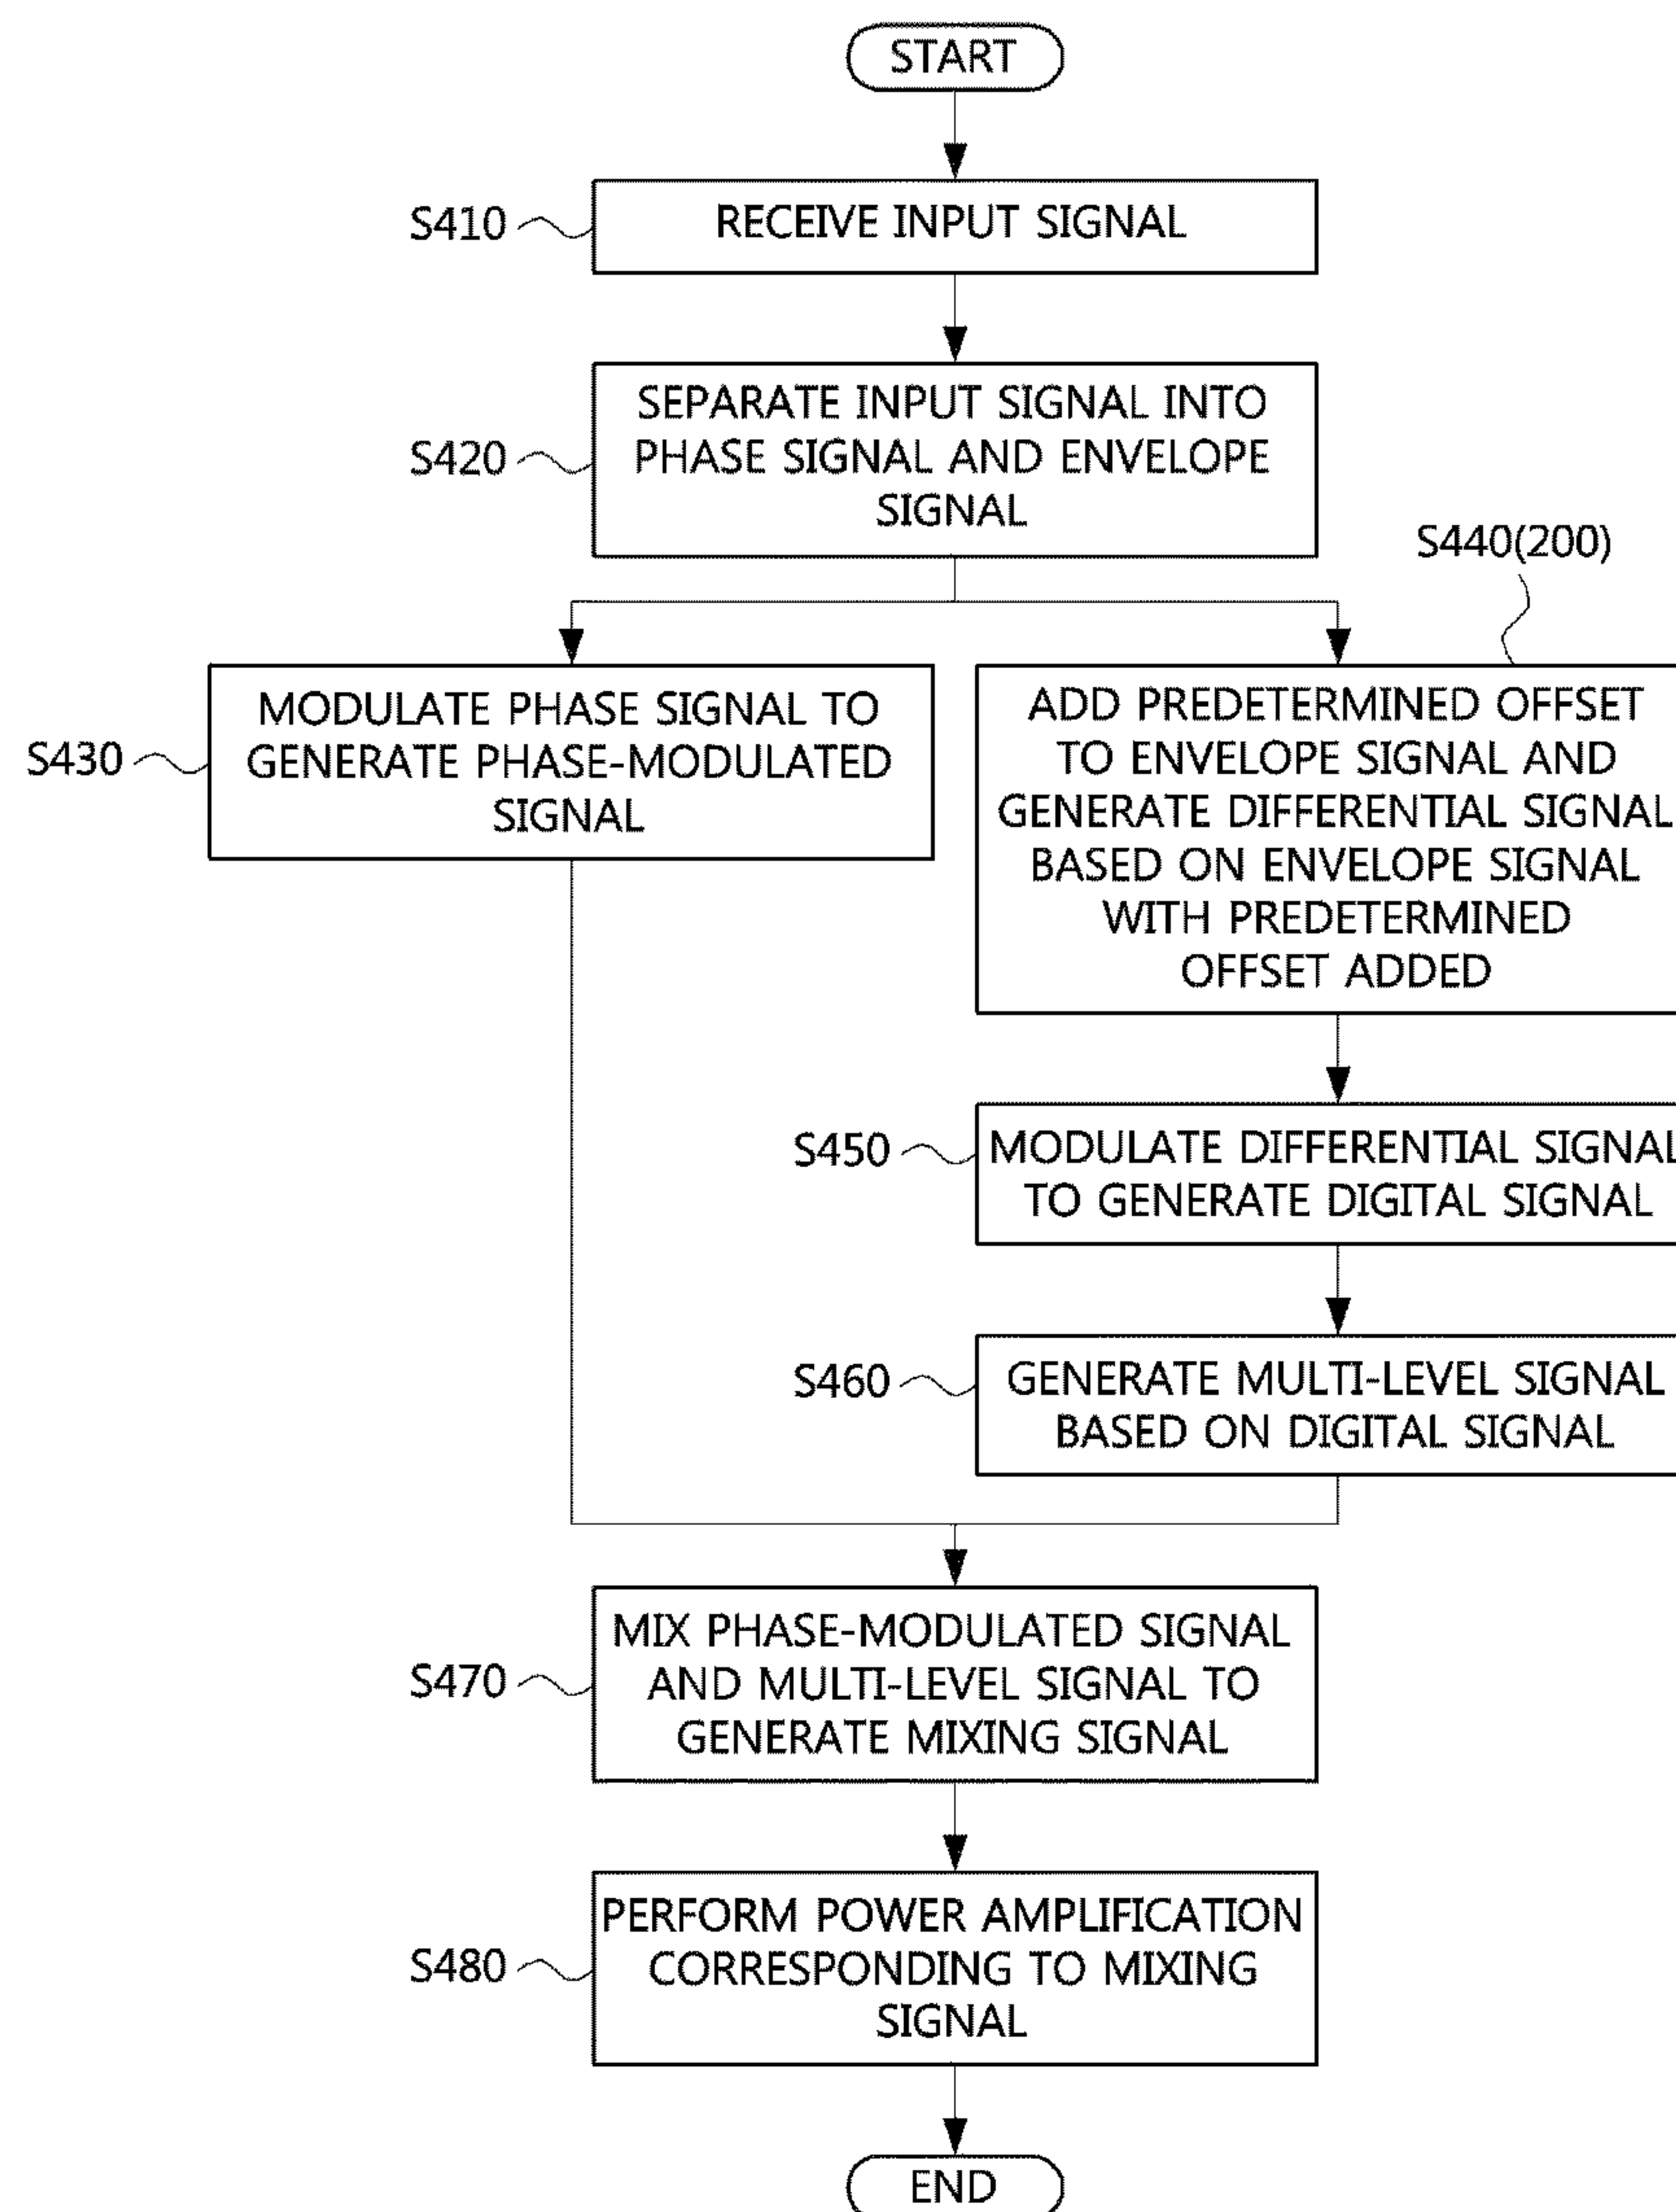 START
S410
RECEIVE INPUT SIGNAL
S420
SEPARATE INPUT SIGNAL INTO
PHASE SIGNAL AND ENVELOPE
SIGNAL
S430
MODULATE PHASE SIGNAL TO
GENERATE PHASE-MODULATED
SIGNAL
S440(200)
ADD PREDETERMINED OFFSET
TO ENVELOPE SIGNAL AND
GENERATE DIFFERENTIAL SIGNAL
BASED ON ENVELOPE SIGNAL
WITH PREDETERMINED
OFFSET ADDED
S450
MODULATE DIFFERENTIAL SIGNAL
TO GENERATE DIGITAL SIGNAL
S460
GENERATE MULTI-LEVEL SIGNAL
BASED ON DIGITAL SIGNAL
S470
MIX PHASE-MODULATED SIGNAL
AND MULTI-LEVEL SIGNAL TO
GENERATE MIXING SIGNAL
S480
PERFORM POWER AMPLIFICATION
CORRESPONDING TO MIXING
SIGNAL
END